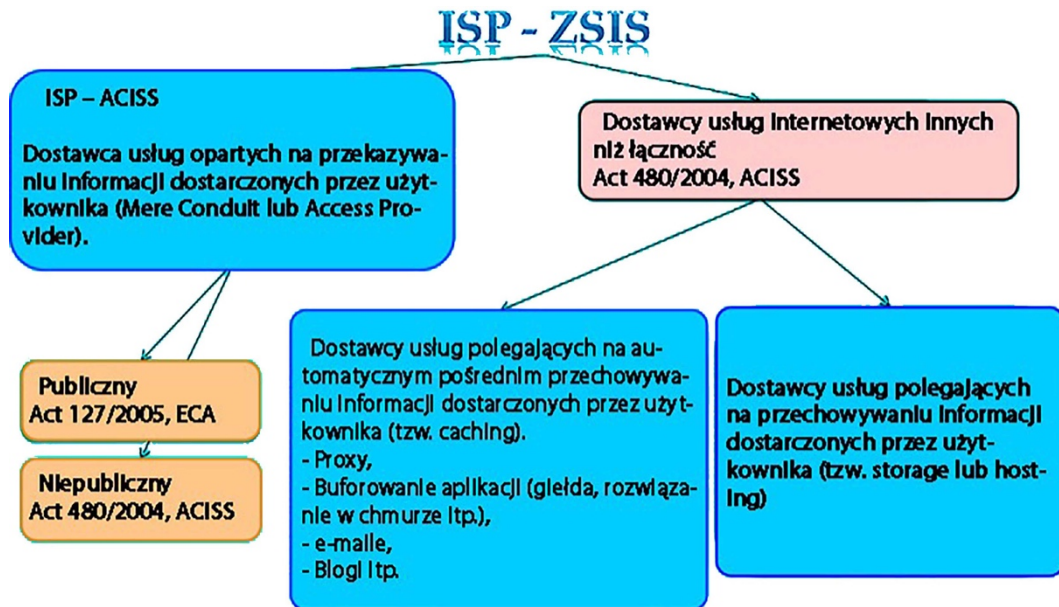 ISP – ZSIS
ISP – ACISS
Dostawca usług opartych na przekazywa-
niu informacji dostarczonych przez użyt-
kownika (Mere Conduit lub Access Pro-
vider).
Dostawcy usług internetowych innych
niż łączność
Act 480/2004, ACISS
Publiczny
Act 127/2005, ECA
Niepubliczny
Act 480/2004, ACISS
Dostawcy usług polegających na au-
tomatycznym pośrednim przechowywa-
niu informacji dostarczonych przez użyt-
kownika (tzw. caching).
- Proxy,
- Buforowanie aplikacji (giełda, rozwiąza-
nie w chmurze itp.),
- e-maile,
- Blogi itp.
Dostawcy usług polegających
na przechowywaniu informacji
dostarczonych przez użyt-
kownika (tzw. storage lub host-
ing)